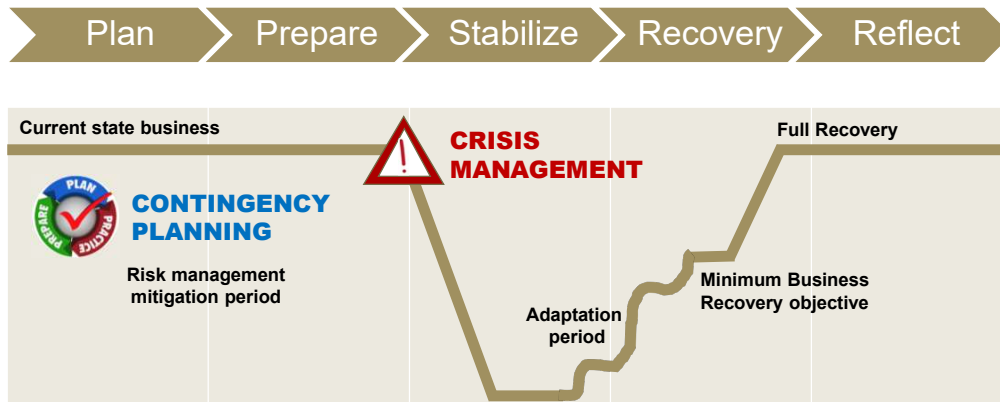 Plan Prepare Stabilize Recovery Reflect
Current state business
CRISIS
MANAGEMENT
Full Recovery
PLAN
PREPARE
PRACTICE
CONTINGENCY
PLANNING
Risk management
mitigation period
Adaptation
period
Minimum Business
Recovery objective